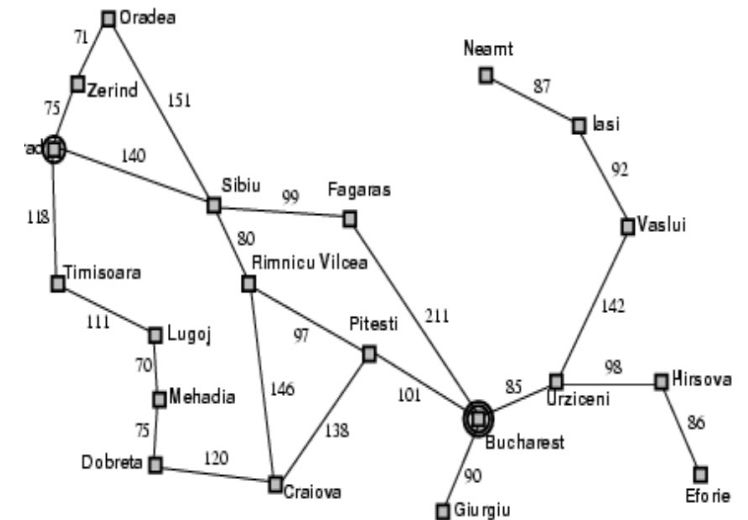 Oradea
71
Neamt
Zerind
87
75
151
Iasi
rad
140
92
Sibiu
99
Fagaras
118
80
Vaslui
Timisoara
Rimnicu Vilcea
111
Lugoj
97
Pitesti
211
142
70
98
Mehadia
146
101
85
Hirsova
Urziceni
75
138
86
Bucharest
Dobreta
120
90
Craiova
Eforie
Giurgiu